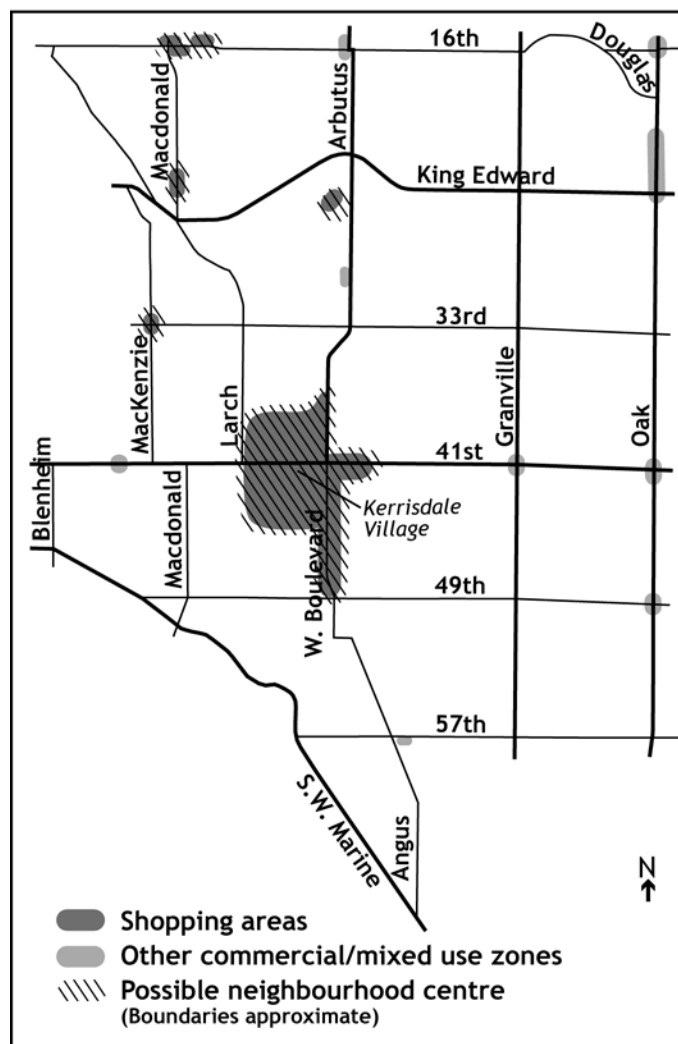 16th
Douglas
Macdonald
Arbutus
King Edward
33rd
MacKenzie
Larch
Granville
Oak
41st
Blenheim
Kerrisdale
Village
Macdonald
W. Boulevard
49th
57th
S.W. Marine
Angus
N
Shopping areas
Other commercial/mixed use zones
Possible neighbourhood centre
(Boundaries approximate)